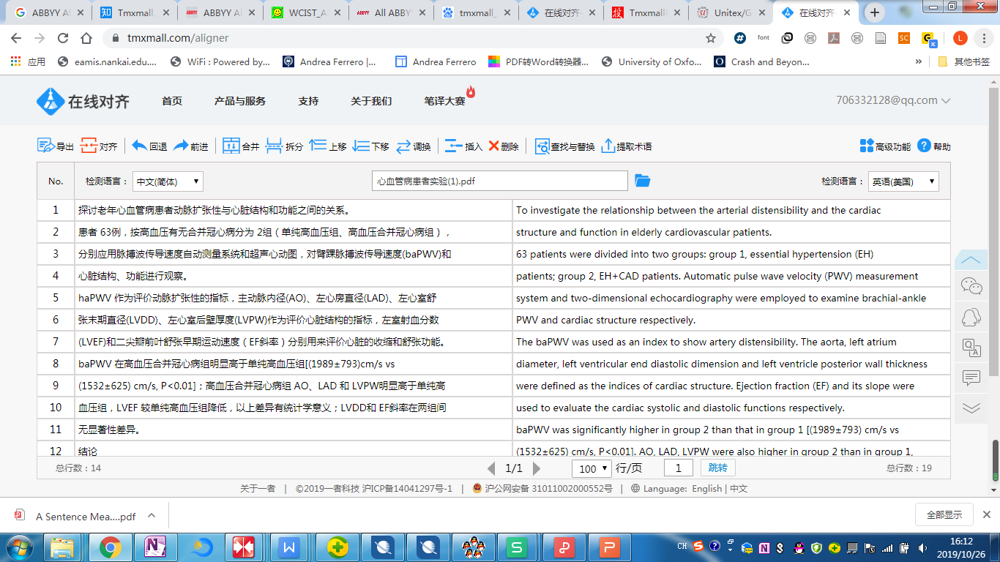 ABBYY Al
Tmxmall_
ABBYY Al
WCIST_A
All ABBY
tmxmall_
在线对齐-
Tmxmall
Unitex/G
在线对齐-
tmxmall.com/aligner
应用
eamis.nankai.edu....
WiFi : Powered by...
Andrea Ferrero |...
Andrea Ferrero
PDF转Word转换器...
University of Oxfo...
Crash and Beyon...
其他书签
在线对齐 首页 产品与服务 支持 关于我们 笔译大赛 706332128@qq.com
导出 对齐 回退 前进 合并 拆分 上移 下移 调换 插入 删除 查找与替换 提取术语 高级功能 帮助
No. 检测语言： 中文(简体) 心血管病患者实验(1).pdf 检测语言： 英语(美国)
1 探讨老年心血管病患者动脉扩张性与心脏结构和功能之间的关系。 To investigate the relationship between the arterial distensibility and the cardiac
2 患者 63例，按高血压有无合并冠心病分为 2组（单纯高血压组、高血压合并冠心病组）， structure and function in elderly cardiovascular patients.
3 分别应用脉搏波传导速度自动测量系统和超声心动图，对臂踝脉搏波传导速度(baPWV)和 63 patients were divided into two groups: group 1, essential hypertension (EH)
4 心脏结构、功能进行观察。 patients; group 2, EH+CAD patients. Automatic pulse wave velocity (PWV) measurement
5 haPWV 作为评价动脉扩张性的指标，主动脉内径(AO)、左心房直径(LAD)、左心室舒 system and two-dimensional echocardiography were employed to examine brachial-ankle
6 张末期直径(LVDD)、左心室后壁厚度(LVPW)作为评价心脏结构的指标，左室射血分数 PWV and cardiac structure respectively.
7 (LVEF)和二尖瓣前叶舒张早期运动速度（EF斜率）分别用来评价心脏的收缩和舒张功能。 The baPWV was used as an index to show artery distensibility. The aorta, left atrium
8 baPWV 在高血压合并冠心病组明显高于单纯高血压组[(1989±793)cm/s vs diameter, left ventricular end diastolic dimension and left ventricle posterior wall thickness
9 (1532±625) cm/s, P<0.01]；高血压合并冠心病组 AO、LAD 和 LVPW明显高于单纯高 were defined as the indices of cardiac structure. Ejection fraction (EF) and its slope were
10 血压组，LVEF 较单纯高血压组降低，以上差异有统计学意义；LVDD和 EF斜率在两组间 used to evaluate the cardiac systolic and diastolic functions respectively.
11 无显著性差异。 baPWV was significantly higher in group 2 than that in group 1 [(1989±793) cm/s vs
12 结论 (1532±625) cm/s, P<0.01]. AO, LAD, LVPW were also higher in group 2 than in group 1,
总行数：14 1/1 100 行/页 1 跳转 总行数：19
关于一者 | ©2019一者科技 沪ICP备14041297号-1 | 沪公网安备 31011002000552号 | Language: English | 中文
A Sentence Mea....pdf 全部显示
CH 16:12
2019/10/26